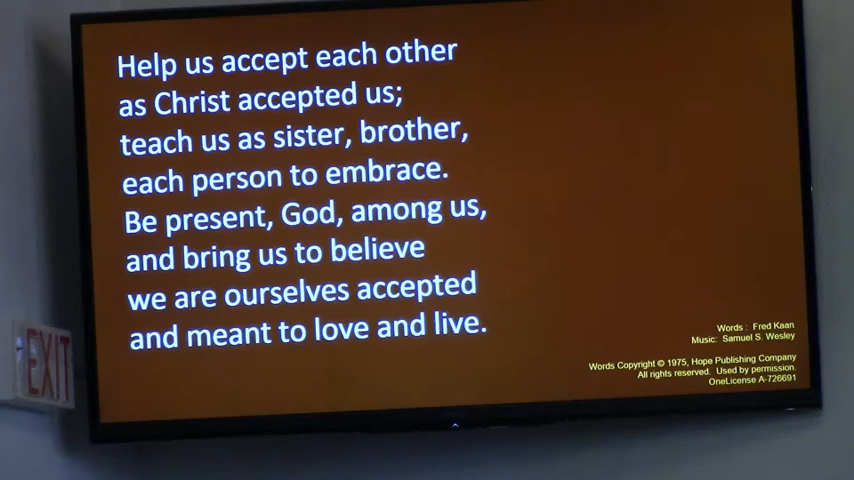 Help us accept each other
as Christ accepted us;
teach us as sister, brother,
each person to embrace.
Be present, God, among us,
and bring us to believe
we are ourselves accepted
and meant to love and live.
Words : Fred Kaan
Music: Samuel S. Wesley
Words Copyright © 1975, Hope Publishing Company
All rights reserved. Used by permission.
OneLicense A-726691
EXIT